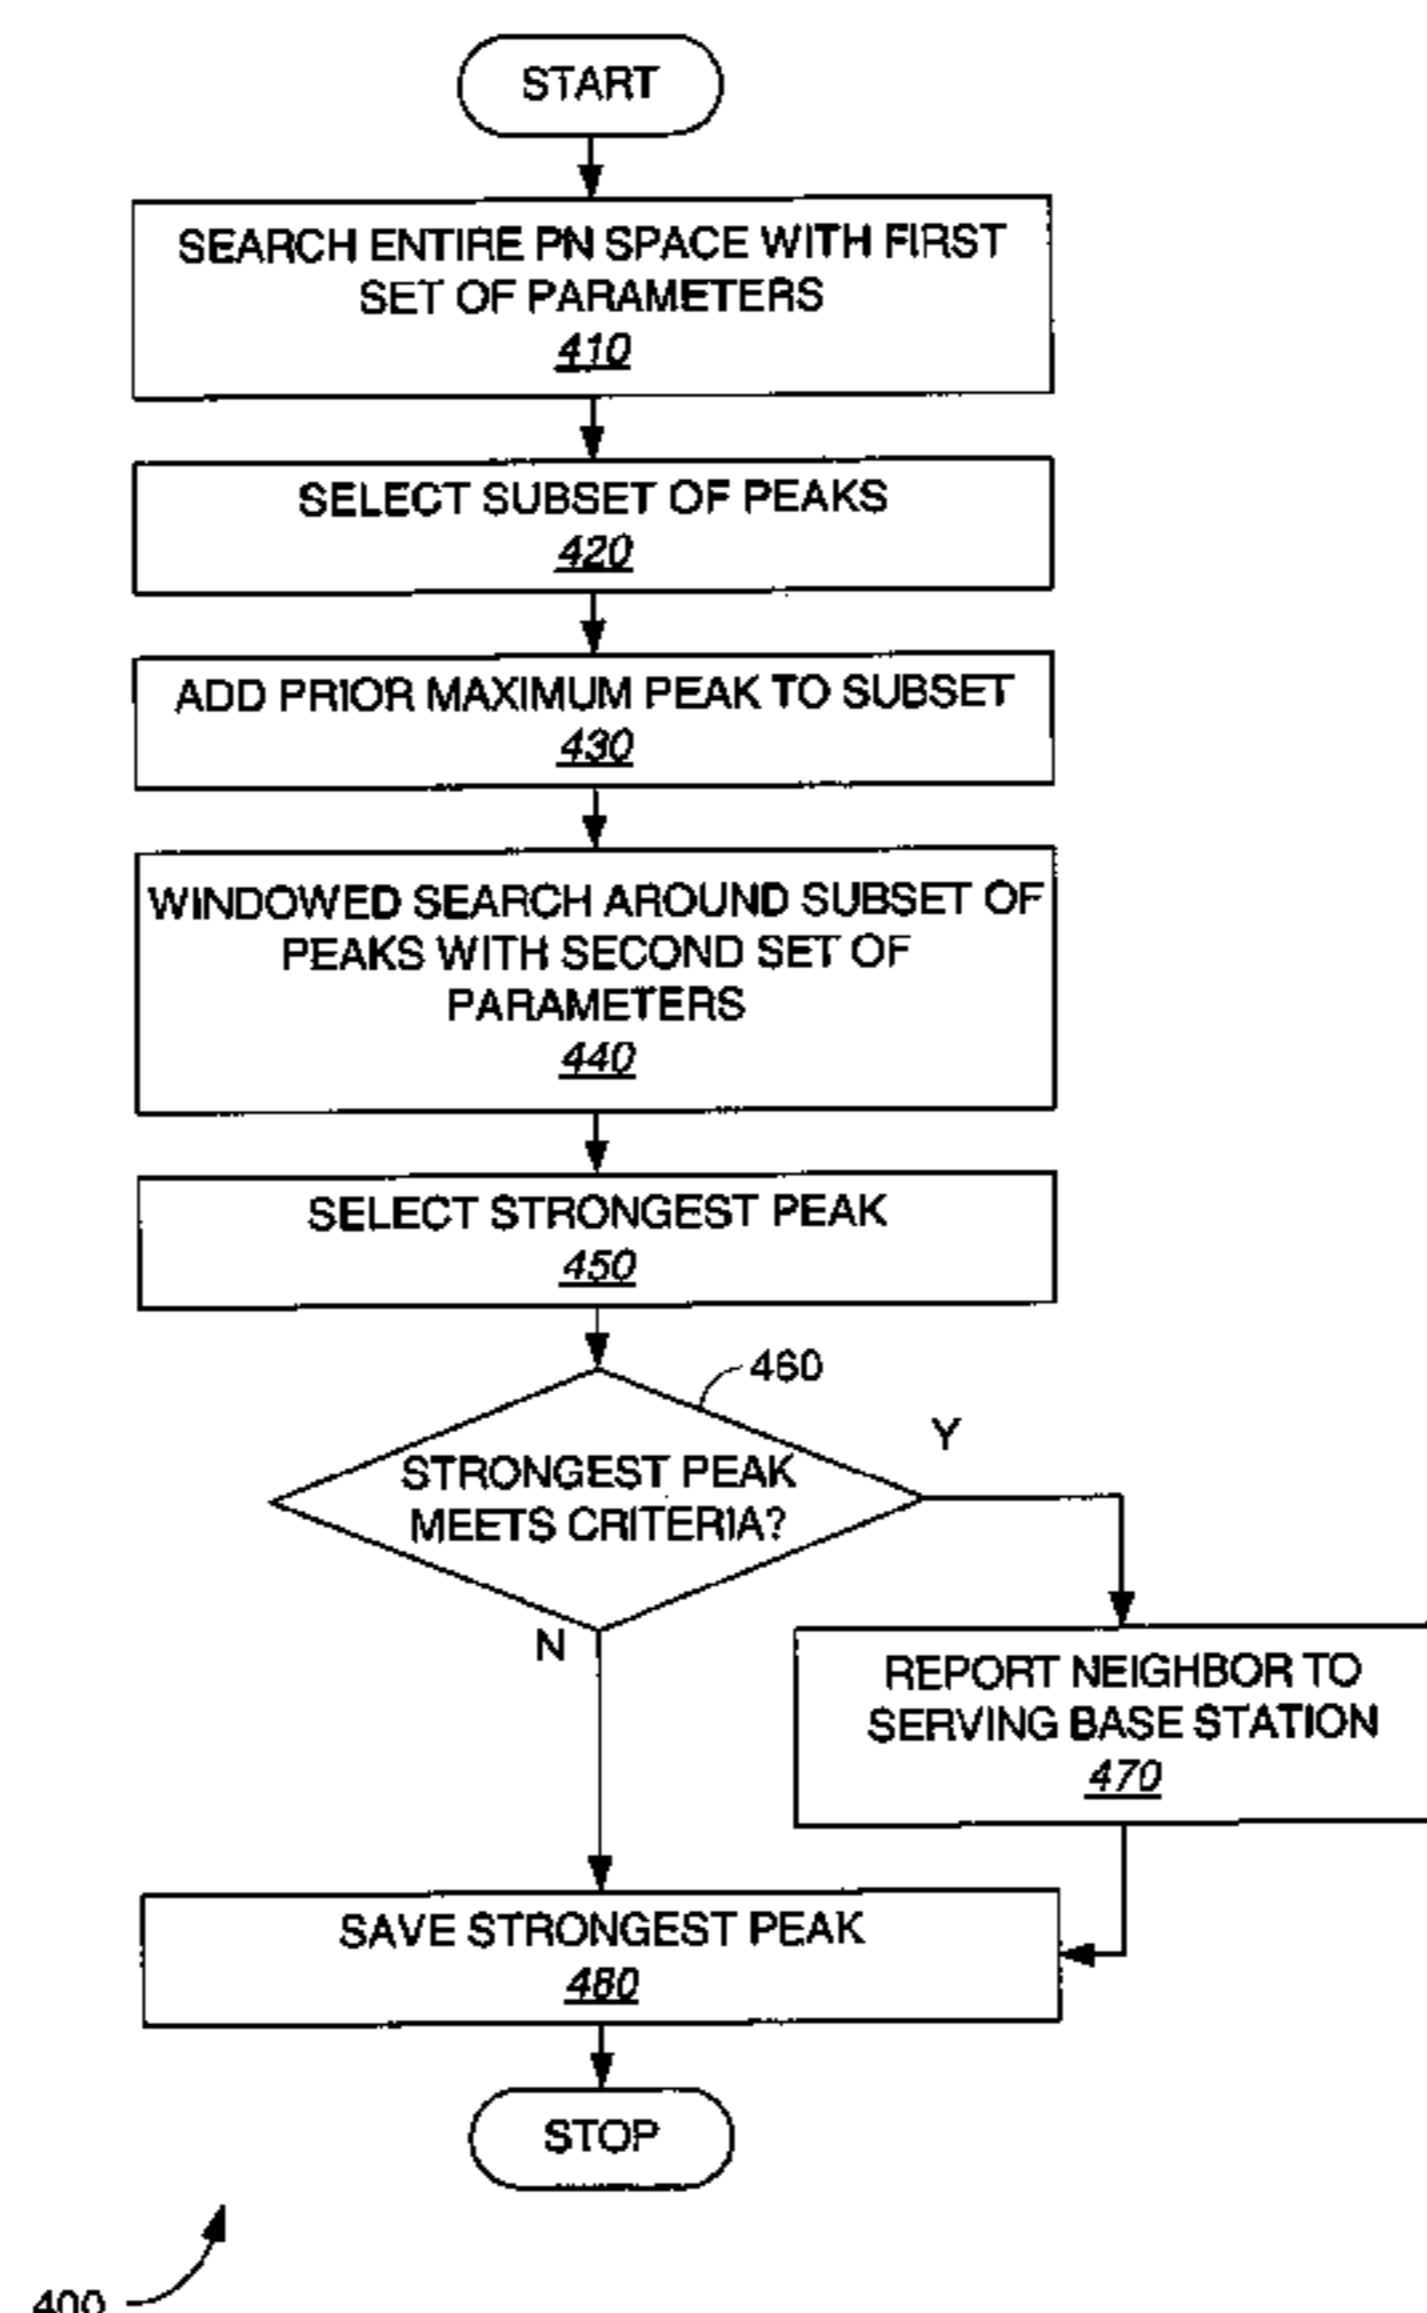 START
SEARCH ENTIRE PN SPACE WITH FIRST
SET OF PARAMETERS
410
SELECT SUBSET OF PEAKS
420
ADD PRIOR MAXIMUM PEAK TO SUBSET
430
WINDOWED SEARCH AROUND SUBSET OF
PEAKS WITH SECOND SET OF
PARAMETERS
440
SELECT STRONGEST PEAK
450
460
STRONGEST PEAK
MEETS CRITERIA?
Y
N
REPORT NEIGHBOR TO
SERVING BASE STATION
470
SAVE STRONGEST PEAK
480
STOP
400